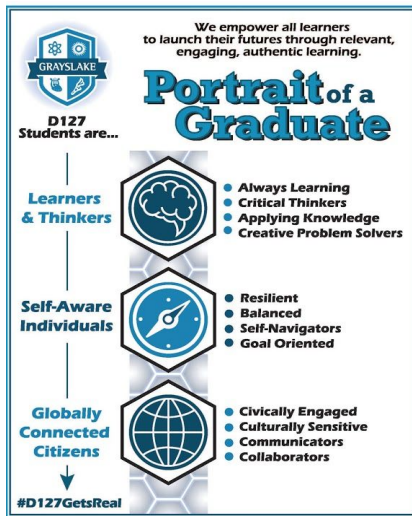 We empower all learners
to launch their futures through relevant,
engaging, authentic learning.
GRAYSLAKE
D127
Students are...
Portrait of a
Graduate
Learners
& Thinkers
Always Learning
Critical Thinkers
Applying Knowledge
Creative Problem Solvers
Self-Aware
Individuals
Resilient
Balanced
Self-Navigators
Goal Oriented
Globally
Connected
Citizens
Civically Engaged
Culturally Sensitive
Communicators
Collaborators
#D127GetsReal